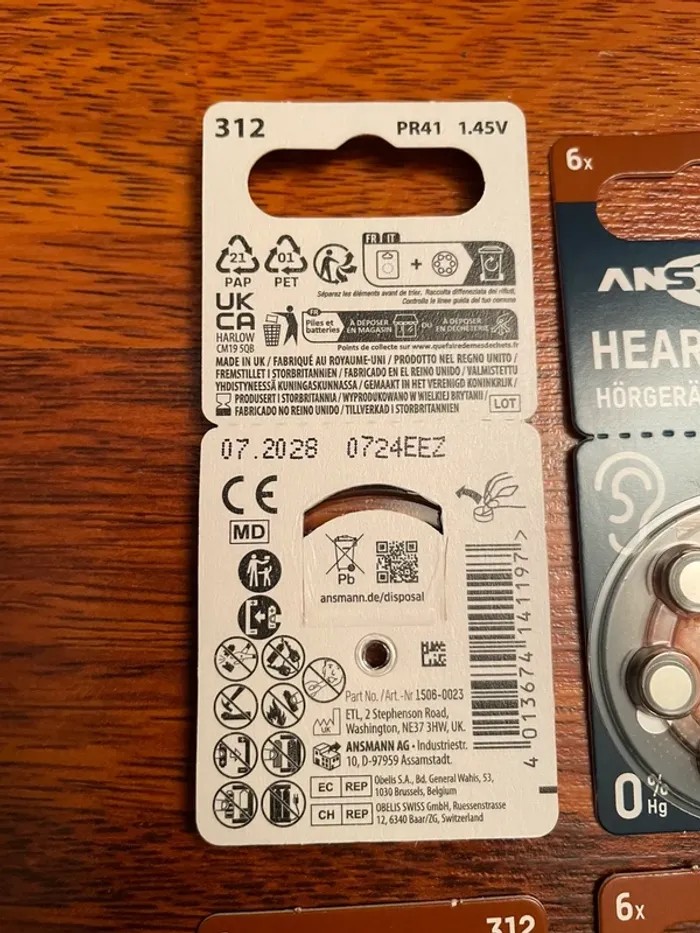 312 PR41 1.45V
FR IT
21 PAP 01 PET
Séparez les éléments avant de trier. Raccolta differenziata dei rifiuti.
Controlla le linee guida del tuo comune
UK
CA
HARLOW
CM19 5QB
FR
Piles et batteries
À DÉPOSER EN MAGASIN OU À DÉPOSER EN DÉCHÈTERIE
Points de collecte sur www.quefairedemesdechets.fr
MADE IN UK / FABRIQUÉ AU ROYAUME-UNI / PRODOTTO NEL REGNO UNITO /
FREMSTILLET I STORBRITANNIEN / FABRICADO EN EL REINO UNIDO / VALMISTETTU
YHDISTYNEESSÄ KUNINGASKUNNASSA / GEMAAKT IN HET VERENIGD KONINKRIJK /
PRODUSERT I STORBRITANNIA / WYPRODUKOWANO W WIELKIEJ BRYTANII /
FABRICADO NO REINO UNIDO / TILLVERKAD I STORBRITANNIEN
LOT
07.2028 0724EEZ
CE
MD
Pb
ansmann.de/disposal
4 013674 141197 >
Part No. / Art.-Nr 1506-0023
UK
ETL, 2 Stephenson Road,
Washington, NE37 3HW, UK.
ANSMANN AG • Industriestr.
10, D-97959 Assamstadt.
EC REP
Obelis S.A., Bd. General Wahis, 53,
1030 Brussels, Belgium
CH REP
OBELIS SWISS GmbH, Ruessenstrasse
12, 6340 Baar/ZG, Switzerland
6x
ANS
HEAR
HÖRGERÄ
0% Hg
312
6x